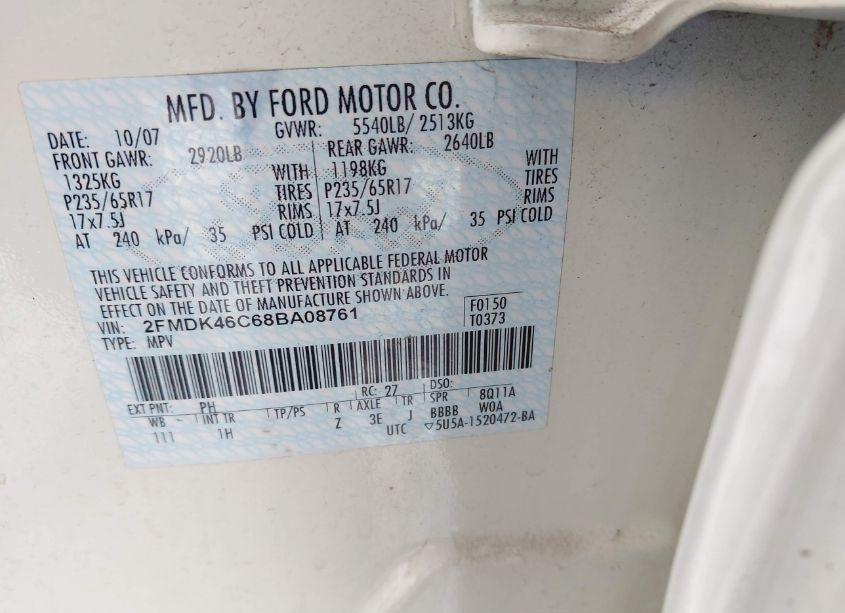 MFD. BY FORD MOTOR CO.
DATE: 10/07 GVWR: 5540LB/ 2513KG
FRONT GAWR: 2920LB REAR GAWR: 2640LB
1325KG WITH 1198KG WITH
P235/65R17 TIRES P235/65R17 TIRES
17x7.5J RIMS 17x7.5J RIMS
AT 240 kPa/ 35 PSI COLD AT 240 kPa/ 35 PSI COLD
THIS VEHICLE CONFORMS TO ALL APPLICABLE FEDERAL MOTOR
VEHICLE SAFETY AND THEFT PREVENTION STANDARDS IN
EFFECT ON THE DATE OF MANUFACTURE SHOWN ABOVE.
VIN: 2FMDK46C68BA08761 F0150
TYPE: MPV T0373
EXT PNT: PH RC: 27 DSO:
WB INT TR TP/PS R AXLE TR SPR 8Q11A
111 1H Z 3E J BBBB W0A
UTC ▽5U5A-1520472-BA